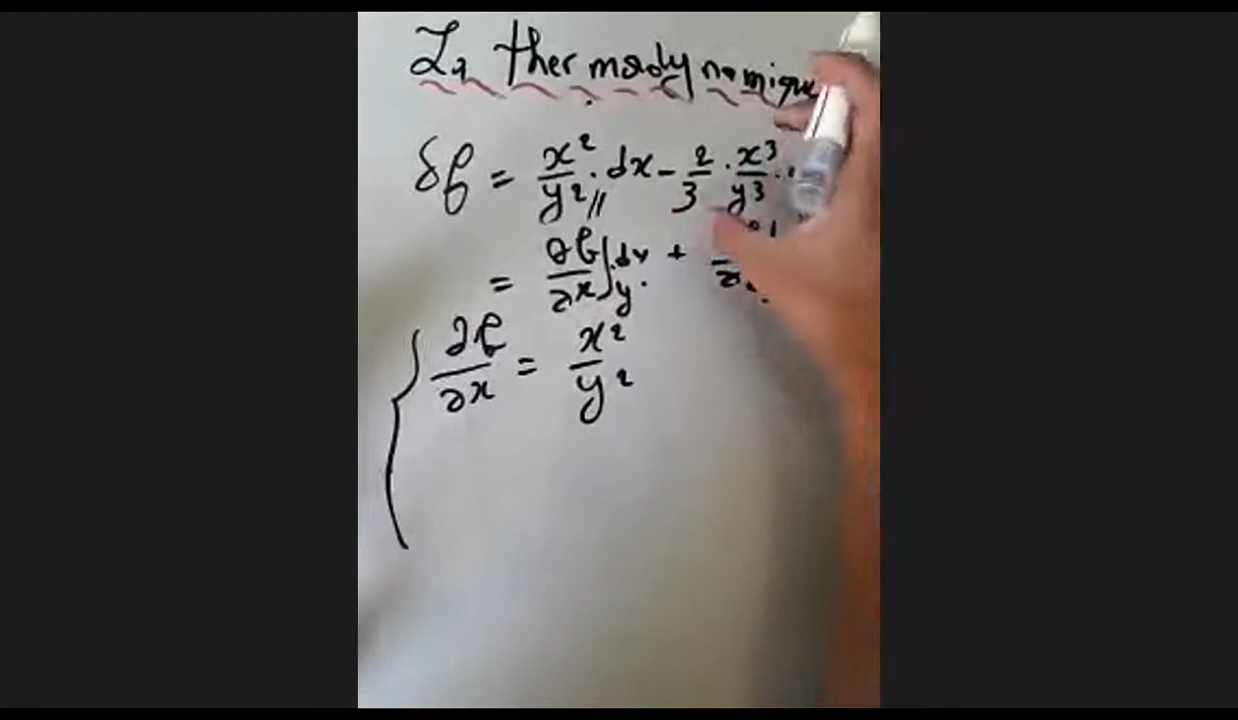 La thermodynamique
δf = x²/y² . dx - 2/3 . x³/y³ .
= ∂f/∂x)y . dx +
{ ∂f/∂x = x²/y²